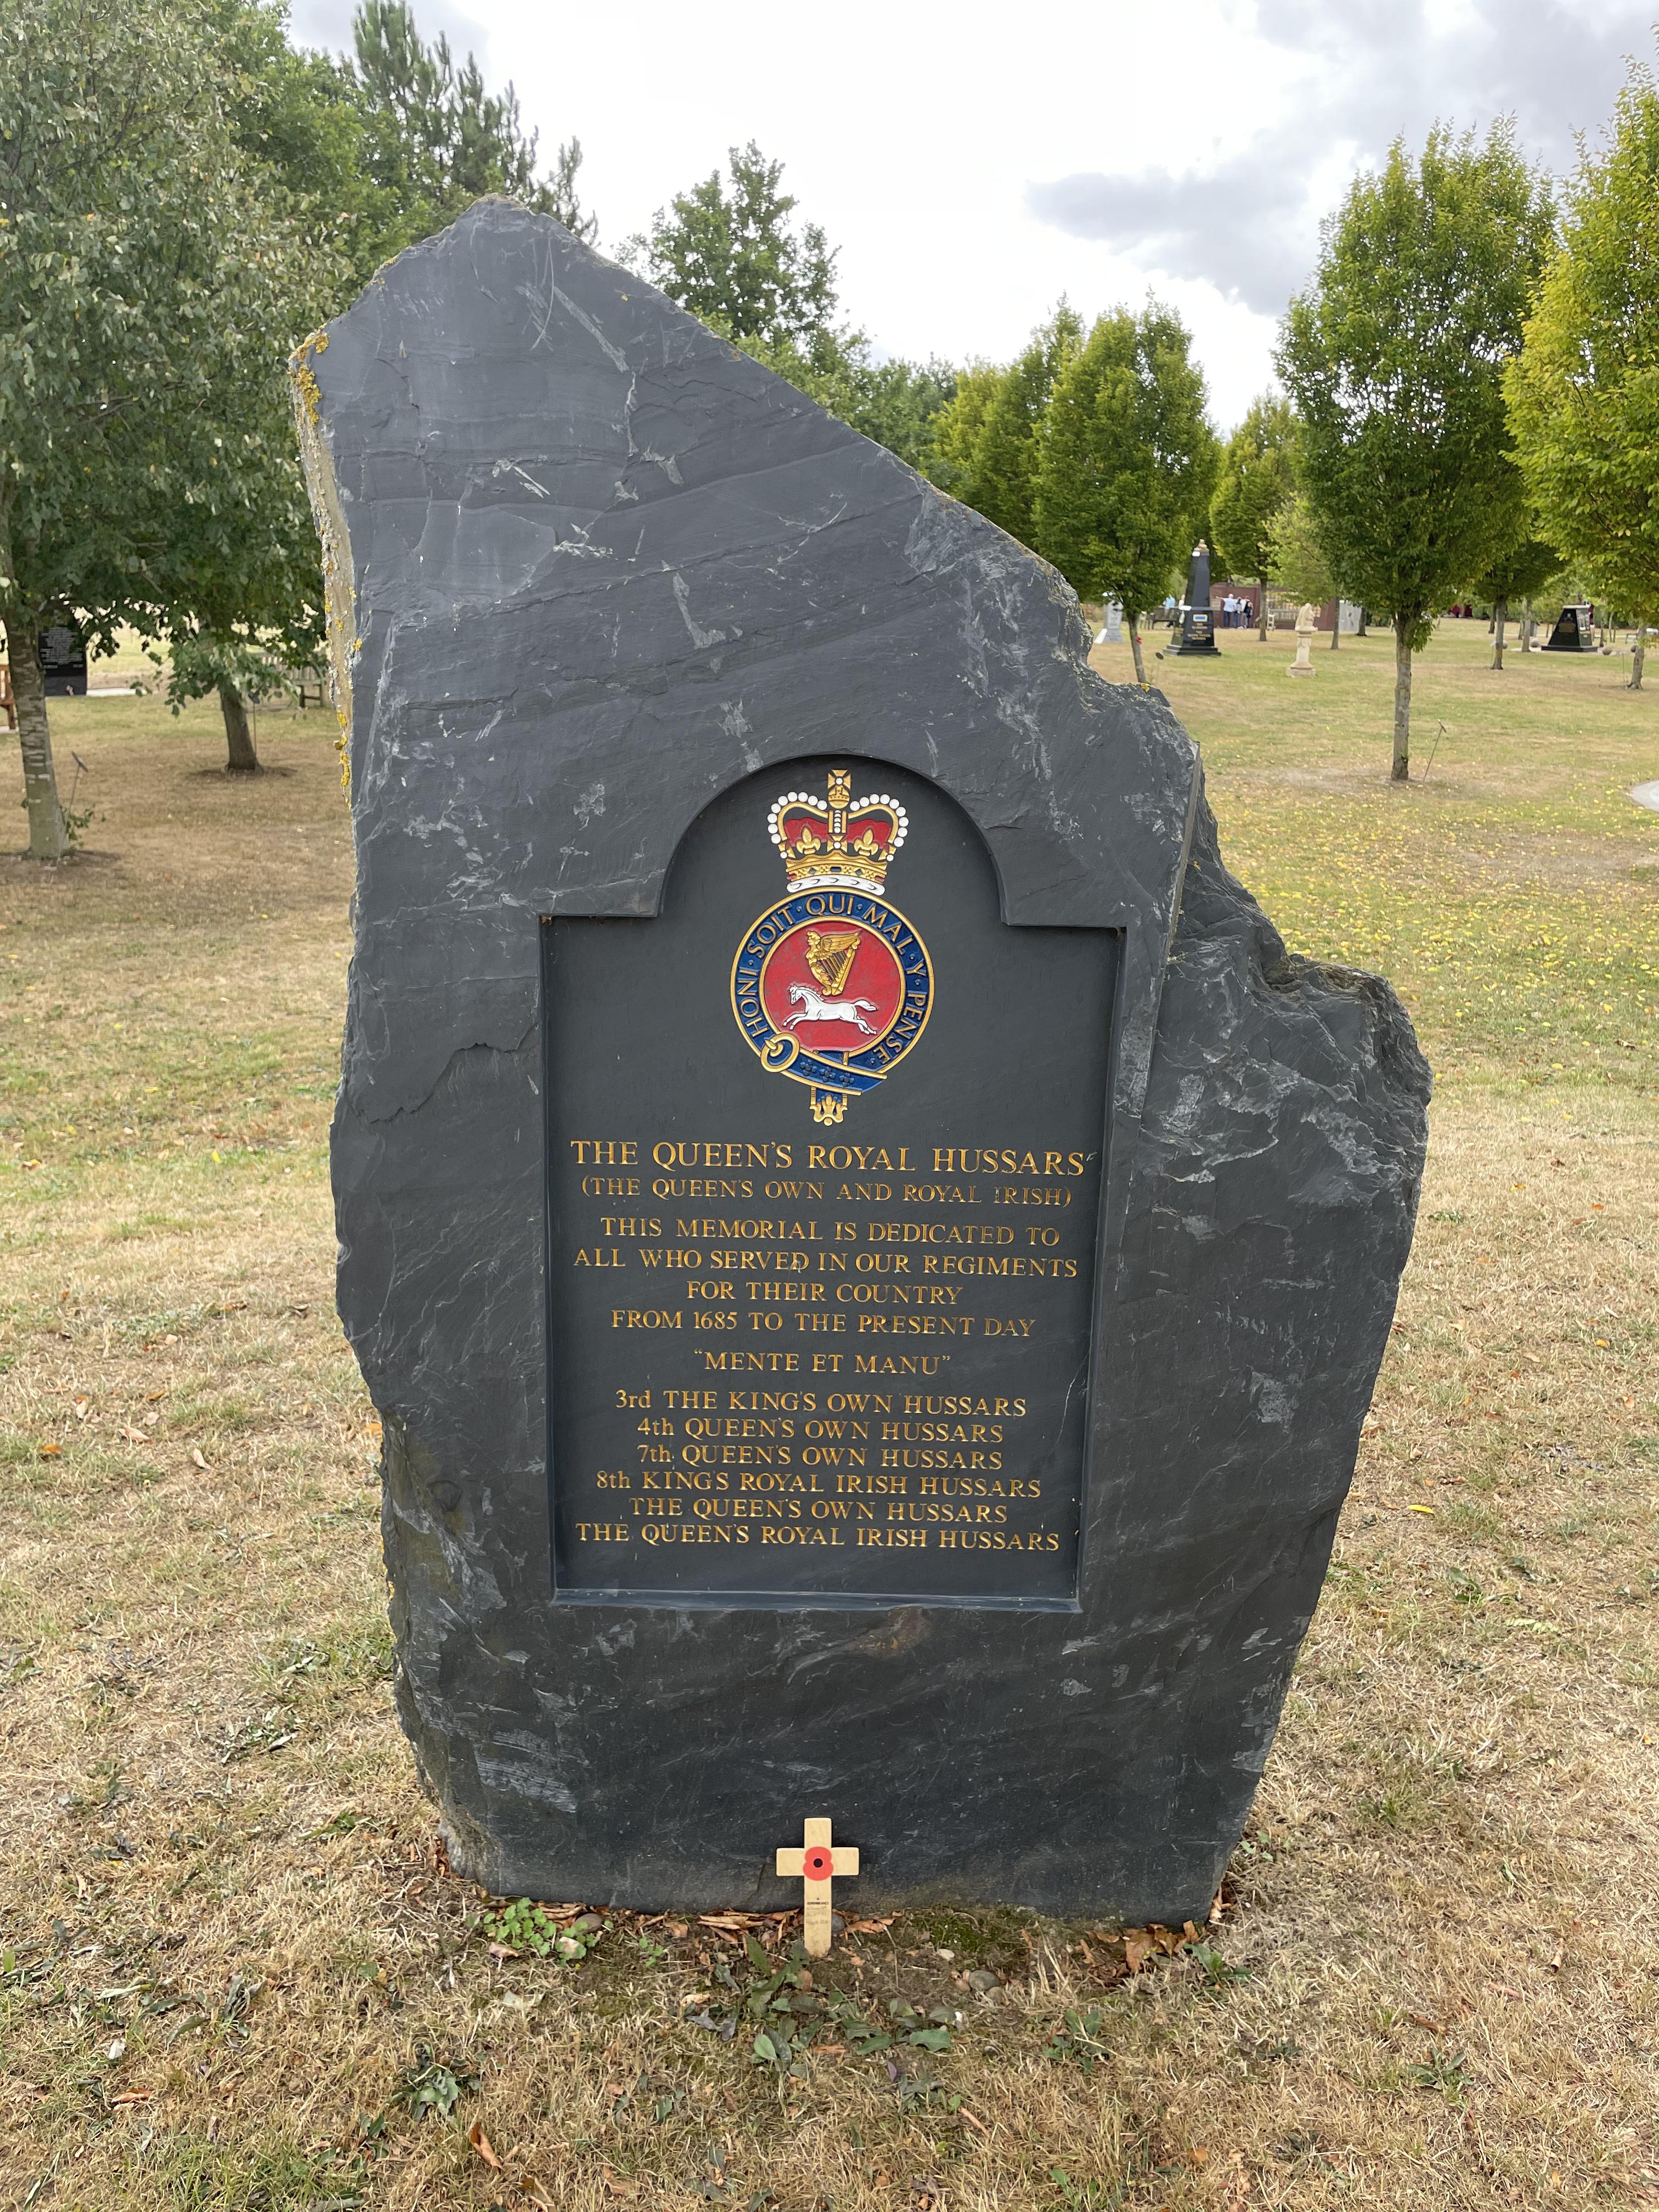 HONI · SOIT · QUI · MAL · Y · PENSE
THE QUEEN'S ROYAL HUSSARS
(THE QUEEN'S OWN AND ROYAL IRISH)
THIS MEMORIAL IS DEDICATED TO
ALL WHO SERVED IN OUR REGIMENTS
FOR THEIR COUNTRY
FROM 1685 TO THE PRESENT DAY
"MENTE ET MANU"
3rd THE KING'S OWN HUSSARS
4th QUEEN'S OWN HUSSARS
7th QUEEN'S OWN HUSSARS
8th KING'S ROYAL IRISH HUSSARS
THE QUEEN'S OWN HUSSARS
THE QUEEN'S ROYAL IRISH HUSSARS